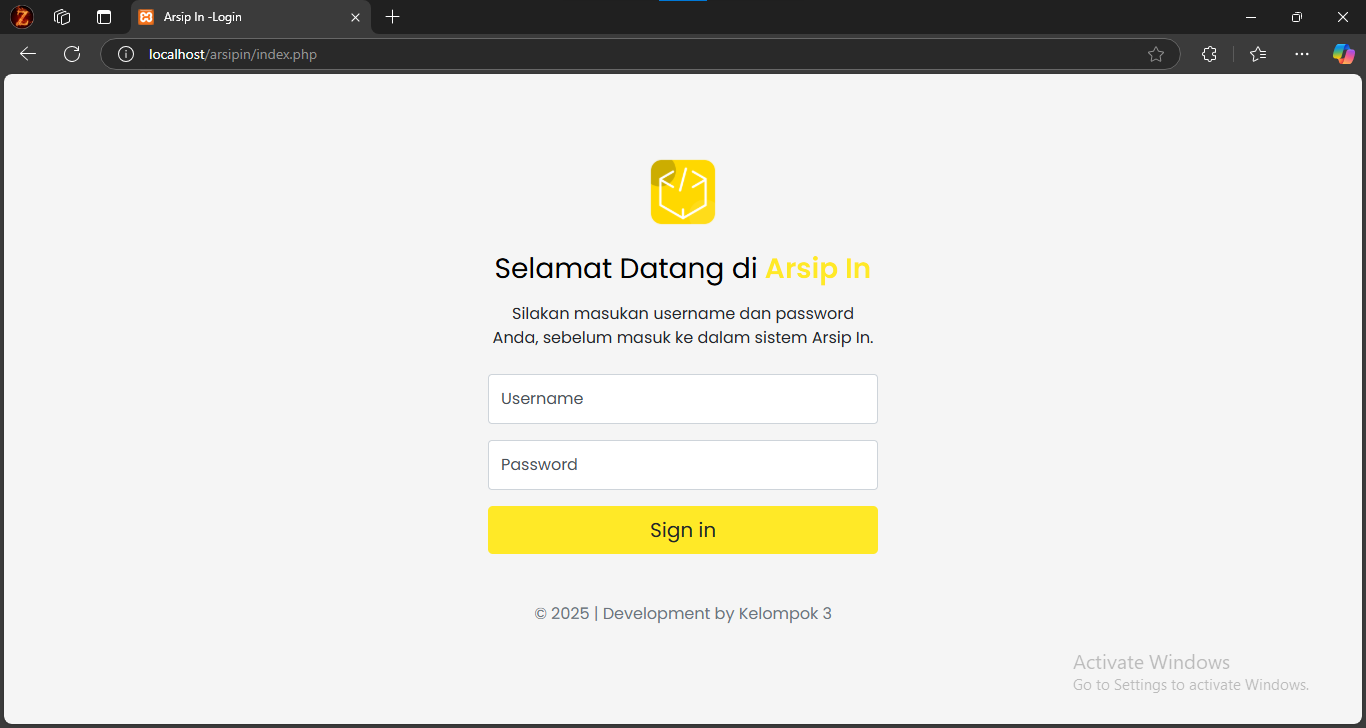 Arsip In -Login
localhost/arsipin/index.php
</>
Selamat Datang di Arsip In
Silakan masukan username dan password
Anda, sebelum masuk ke dalam sistem Arsip In.
Username
Password
Sign in
© 2025 | Development by Kelompok 3
Activate Windows
Go to Settings to activate Windows.